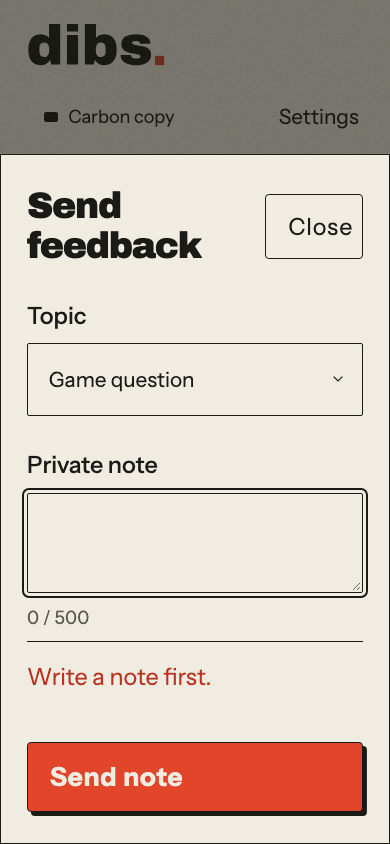 dibs.
Carbon copy
Settings
Send
feedback
Close
Topic
Game question
Private note
0 / 500
Write a note first.
Send note